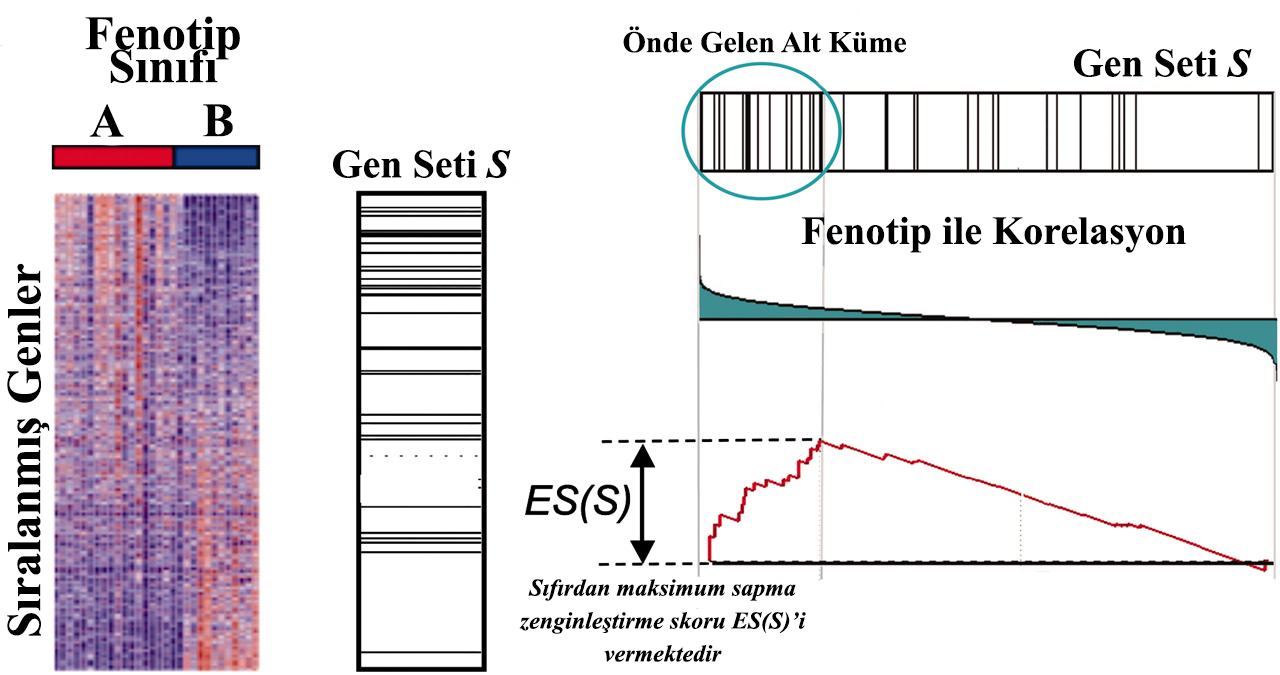 Fenotip
Sınıfı
A B
Sıralanmış Genler
Gen Seti S
Önde Gelen Alt Küme
Gen Seti S
Fenotip ile Korelasyon
ES(S)
Sıfırdan maksimum sapma
zenginleştirme skoru ES(S)’i
vermektedir